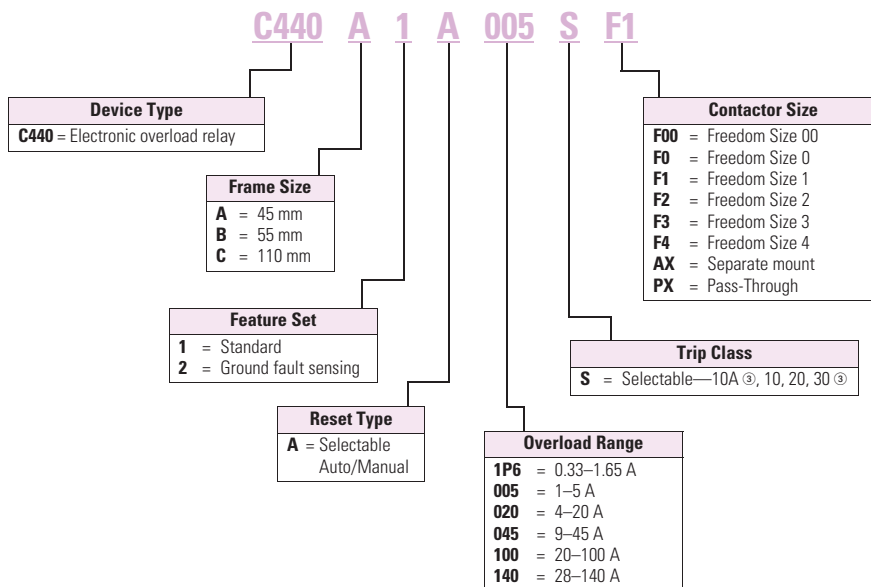 C440 A 1 A 005 S F1
Device Type
C440 = Electronic overload relay
Frame Size
A = 45 mm
B = 55 mm
C = 110 mm
Feature Set
1 = Standard
2 = Ground fault sensing
Reset Type
A = Selectable
Auto/Manual
Overload Range
1P6 = 0.33–1.65 A
005 = 1–5 A
020 = 4–20 A
045 = 9–45 A
100 = 20–100 A
140 = 28–140 A
Trip Class
S = Selectable—10A ③, 10, 20, 30 ③
Contactor Size
F00 = Freedom Size 00
F0 = Freedom Size 0
F1 = Freedom Size 1
F2 = Freedom Size 2
F3 = Freedom Size 3
F4 = Freedom Size 4
AX = Separate mount
PX = Pass-Through